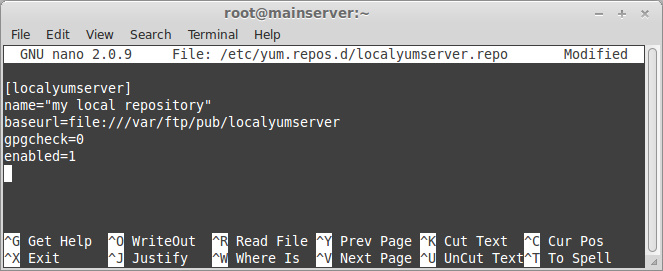 root@mainserver:~
File Edit View Search Terminal Help
GNU nano 2.0.9 File: /etc/yum.repos.d/localyumserver.repo Modified
[localyumserver]
name="my local repository"
baseurl=file:///var/ftp/pub/localyumserver
gpgcheck=0
enabled=1
^G Get Help ^O WriteOut ^R Read File ^Y Prev Page ^K Cut Text ^C Cur Pos
^X Exit ^J Justify ^W Where Is ^V Next Page ^U UnCut Text ^T To Spell